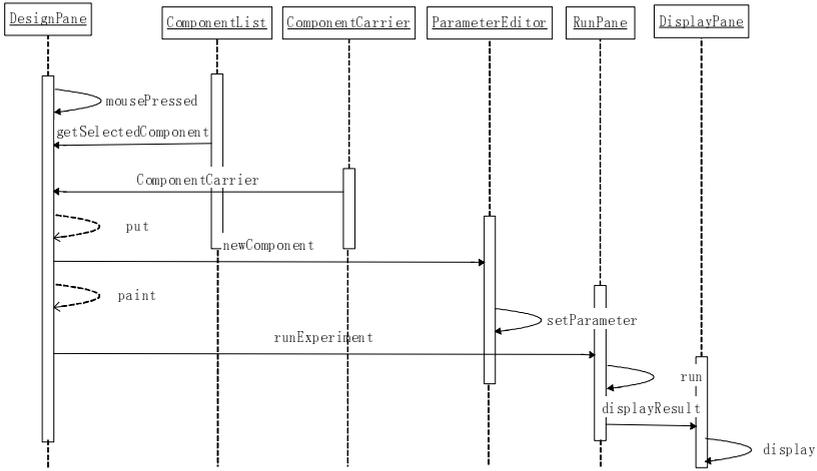 DesignPane
ComponentList
ComponentCarrier
ParameterEditor
RunPane
DisplayPane
mousePressed
getSelectedComponent
ComponentCarrier
put
newComponent
paint
setParameter
runExperiment
run
displayResult
display